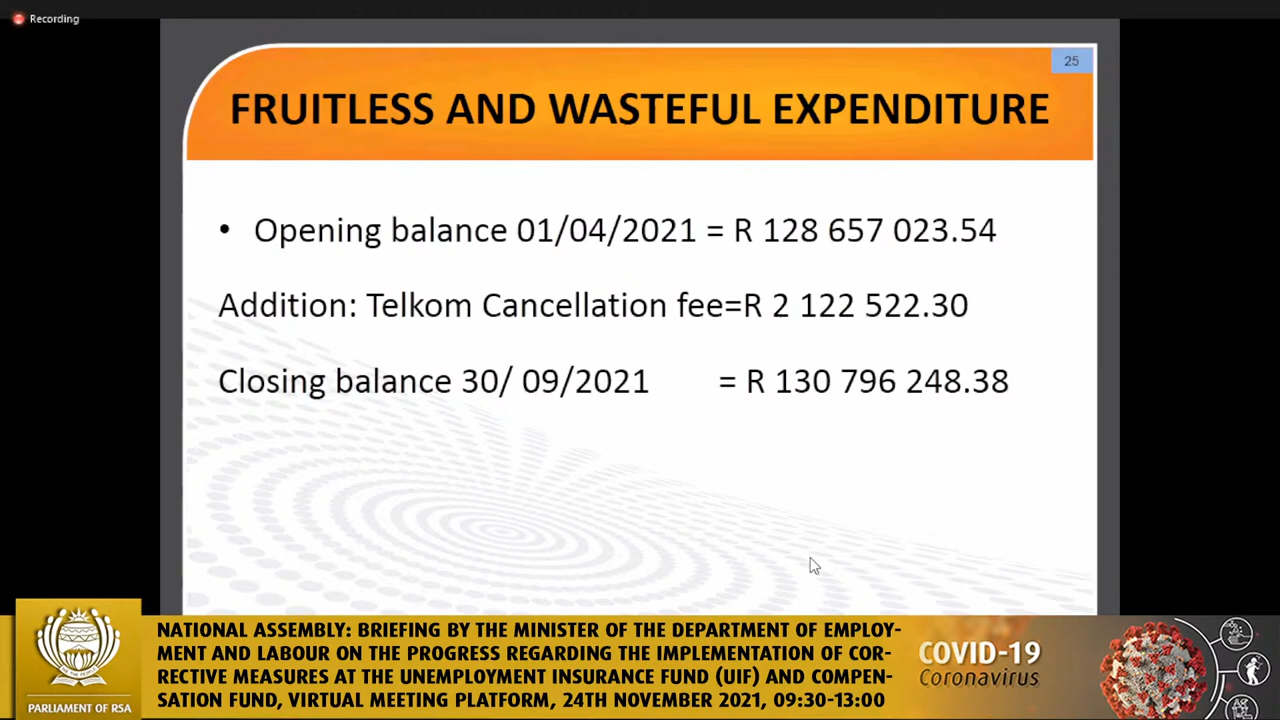 Recording
25
FRUITLESS AND WASTEFUL EXPENDITURE
• Opening balance 01/04/2021 = R 128 657 023.54
Addition: Telkom Cancellation fee=R 2 122 522.30
Closing balance 30/ 09/2021 = R 130 796 248.38
NATIONAL ASSEMBLY: BRIEFING BY THE MINISTER OF THE DEPARTMENT OF EMPLOY-
MENT AND LABOUR ON THE PROGRESS REGARDING THE IMPLEMENTATION OF COR-
RECTIVE MEASURES AT THE UNEMPLOYMENT INSURANCE FUND (UIF) AND COMPEN-
SATION FUND, VIRTUAL MEETING PLATFORM, 24TH NOVEMBER 2021, 09:30-13:00
PARLIAMENT OF RSA
COVID-19
Coronavirus